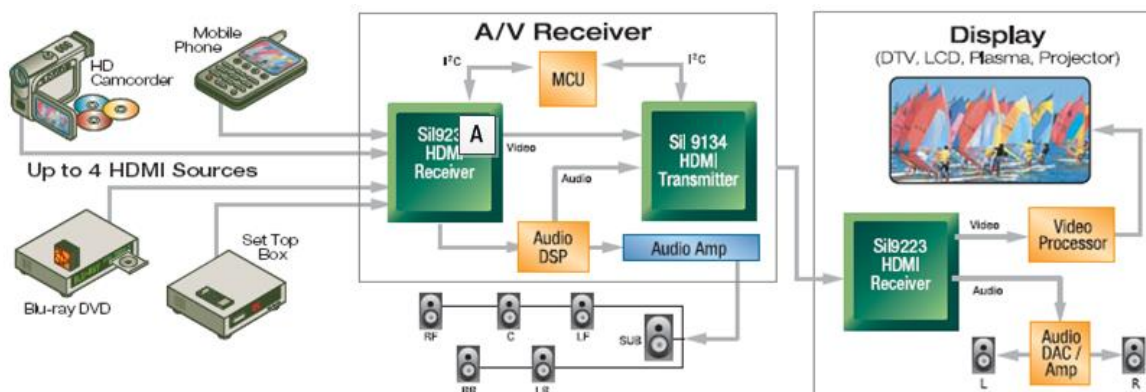 Mobile
Phone
HD
Camcorder
Up to 4 HDMI Sources
Set Top
Box
Blu-ray DVD
A/V Receiver
I²C
MCU
I²C
A
HDMI
Receiver
Video
Sil 9134
HDMI
Transmitter
Audio
Audio
DSP
Audio Amp
RF
C
LF
SUB
Display
(DTV, LCD, Plasma, Projector)
Sil9223
HDMI
Receiver
Video
Video
Processor
Audio
Audio
DAC /
Amp
L
R